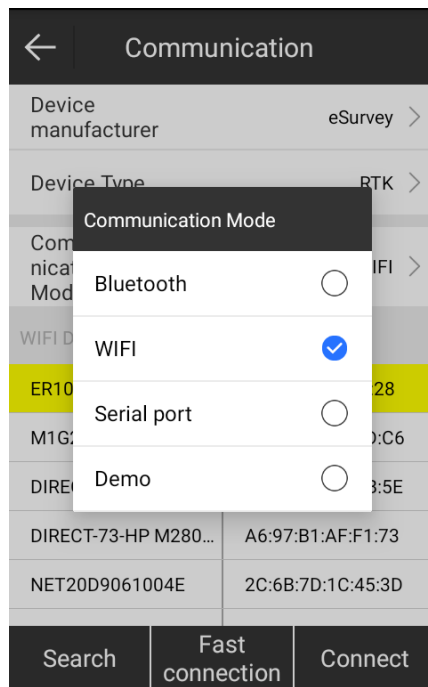 Communication
Device
manufacturer
eSurvey
Device Type
RTK
Communication Mode
Com
nicat
Mod
IFI
Bluetooth
WIFI D
WIFI
ER10
:28
Serial port
M1G2
:C6
Demo
DIRE
:5E
DIRECT-73-HP M280...
A6:97:B1:AF:F1:73
NET20D9061004E
2C:6B:7D:1C:45:3D
Search
Fast
connection
Connect